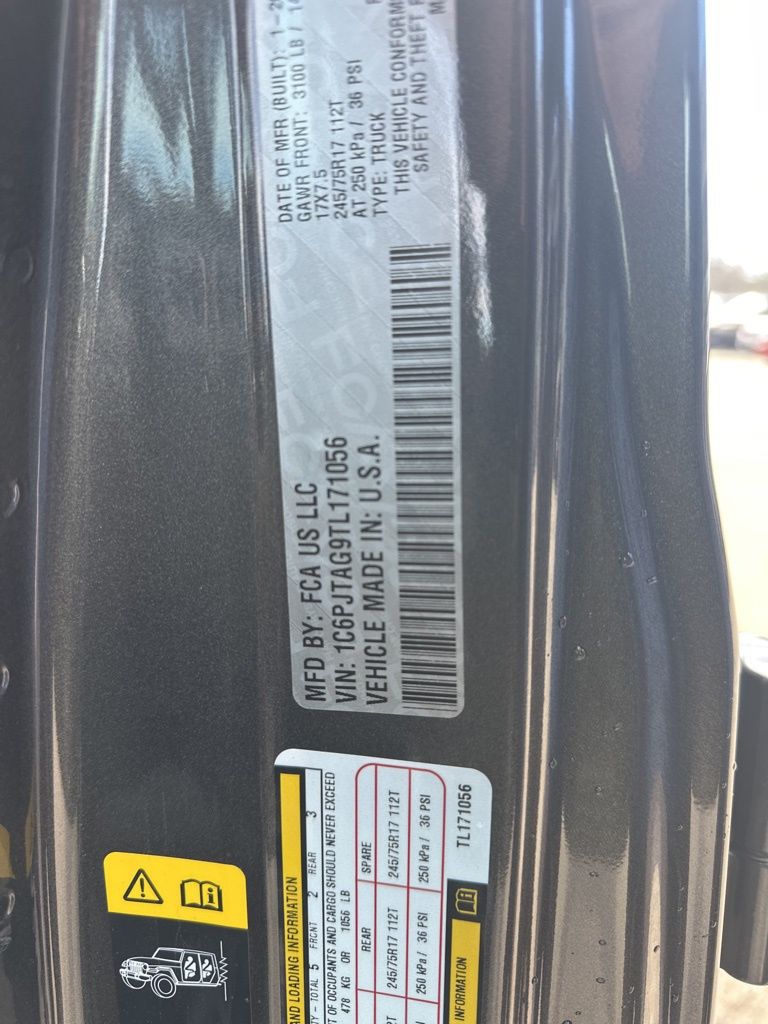 MFD BY: FCA US LLC
VIN: 1C6PJTAG9TL171056
VEHICLE MADE IN: U.S.A.
DATE OF MFR (BUILT): 1-2
GAWR FRONT: 3100 LB / 14
17X7.5
245/75R17 112T
AT 250 kPa / 36 PSI
TYPE: TRUCK
THIS VEHICLE CONFORM
SAFETY AND THEFT
AND LOADING INFORMATION
TOTAL 5 FRONT 2 REAR 3
OF OCCUPANTS AND CARGO SHOULD NEVER EXCEED
478 KG OR 1056 LB
REAR SPARE
245/75R17 112T 245/75R17 112T
250 kPa / 36 PSI 250 kPa / 36 PSI
INFORMATION
TL171056